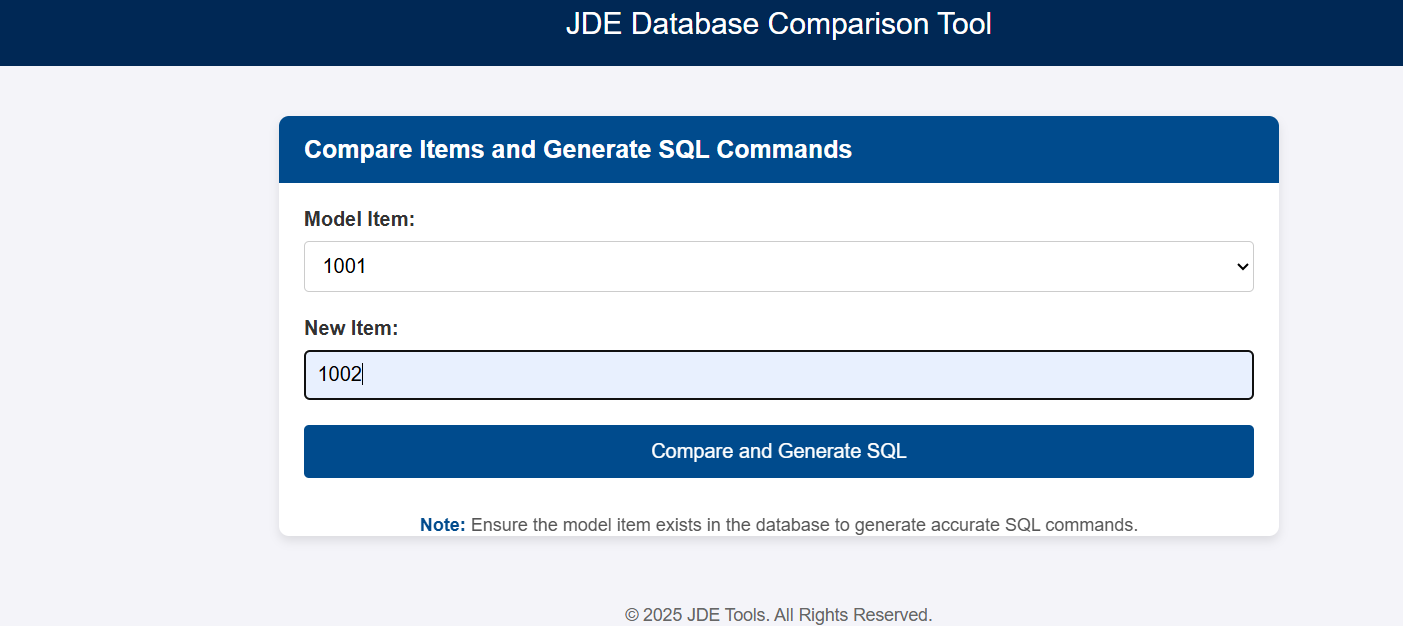 JDE Database Comparison Tool
Compare Items and Generate SQL Commands
Model Item:
1001
New Item:
1002
Compare and Generate SQL
Note: Ensure the model item exists in the database to generate accurate SQL commands.
© 2025 JDE Tools. All Rights Reserved.